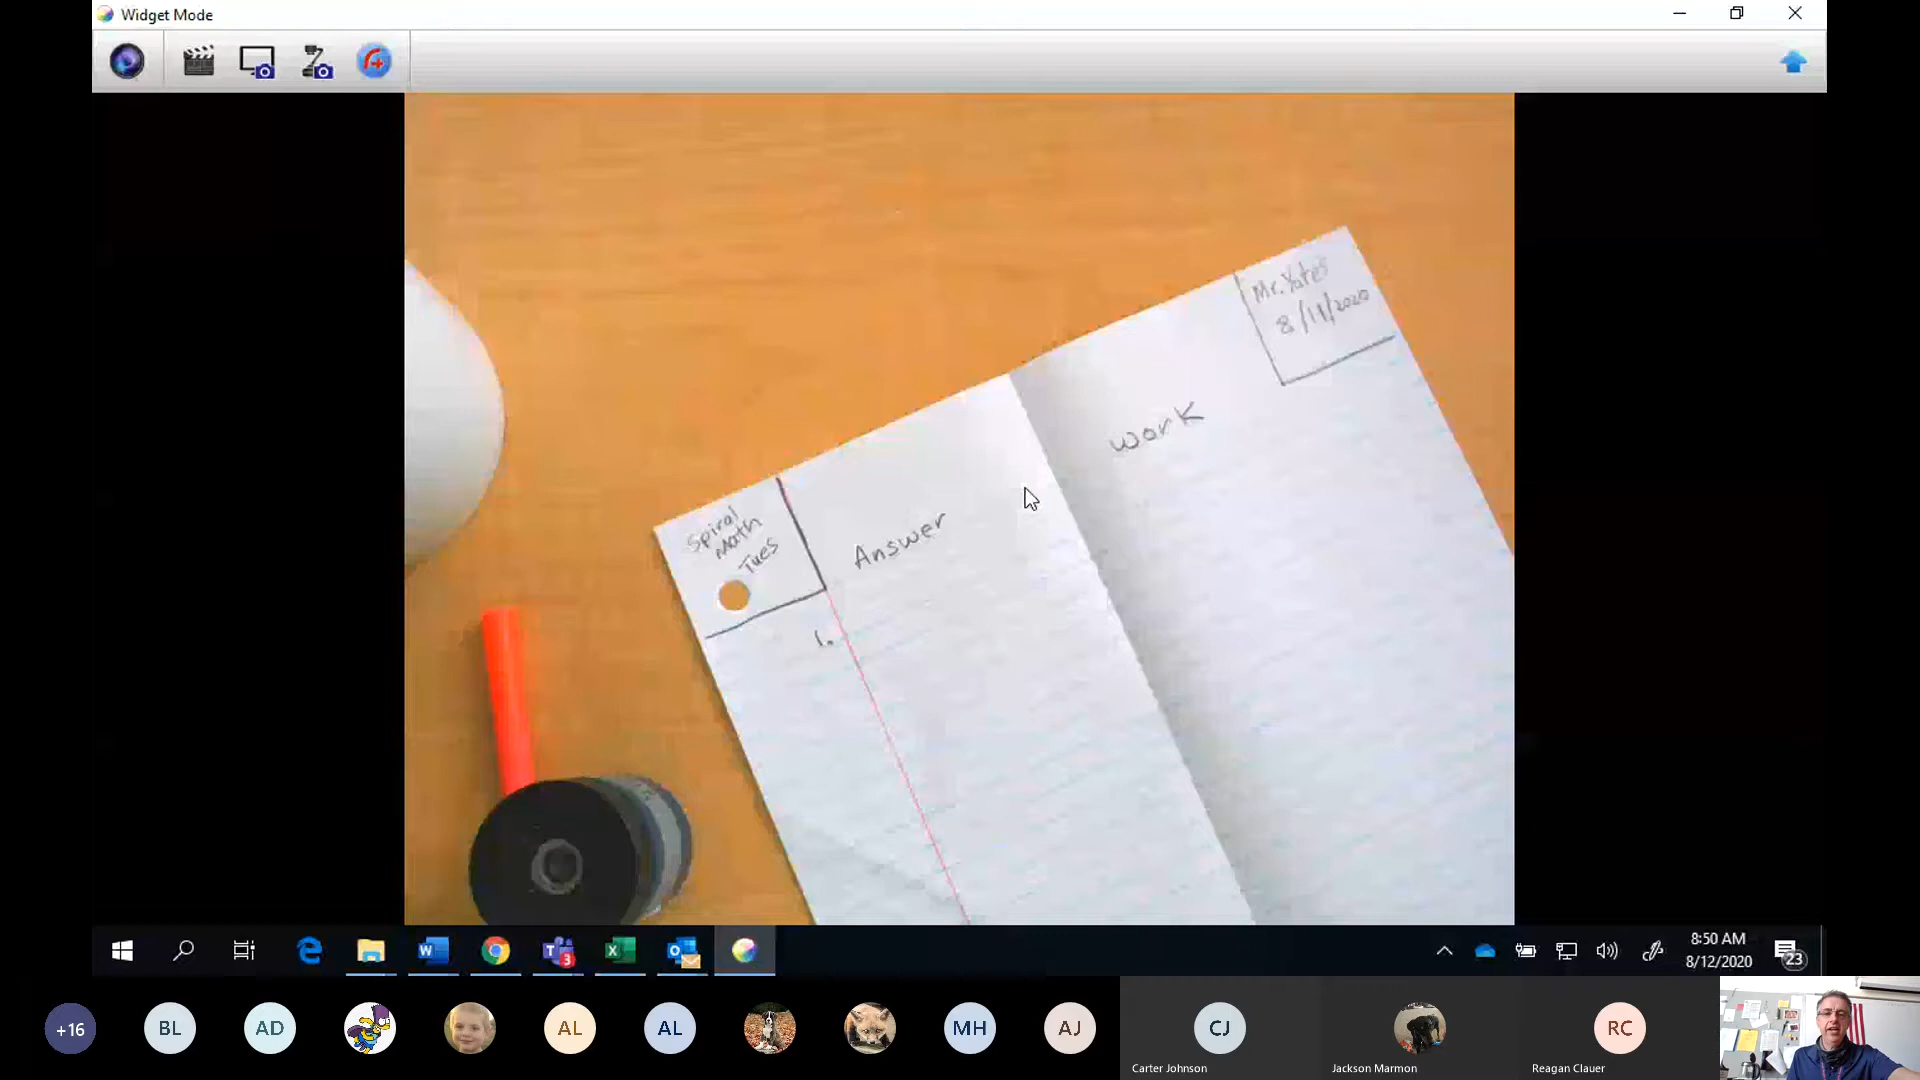 Widget Mode
Mr. Yates
8/11/2020
work
Spiral
Math
Tues
Answer
1.
8:50 AM
8/12/2020
23
3
+16
BL
AD
AL
AL
MH
AJ
CJ
RC
Carter Johnson
Jackson Marmon
Reagan Clauer